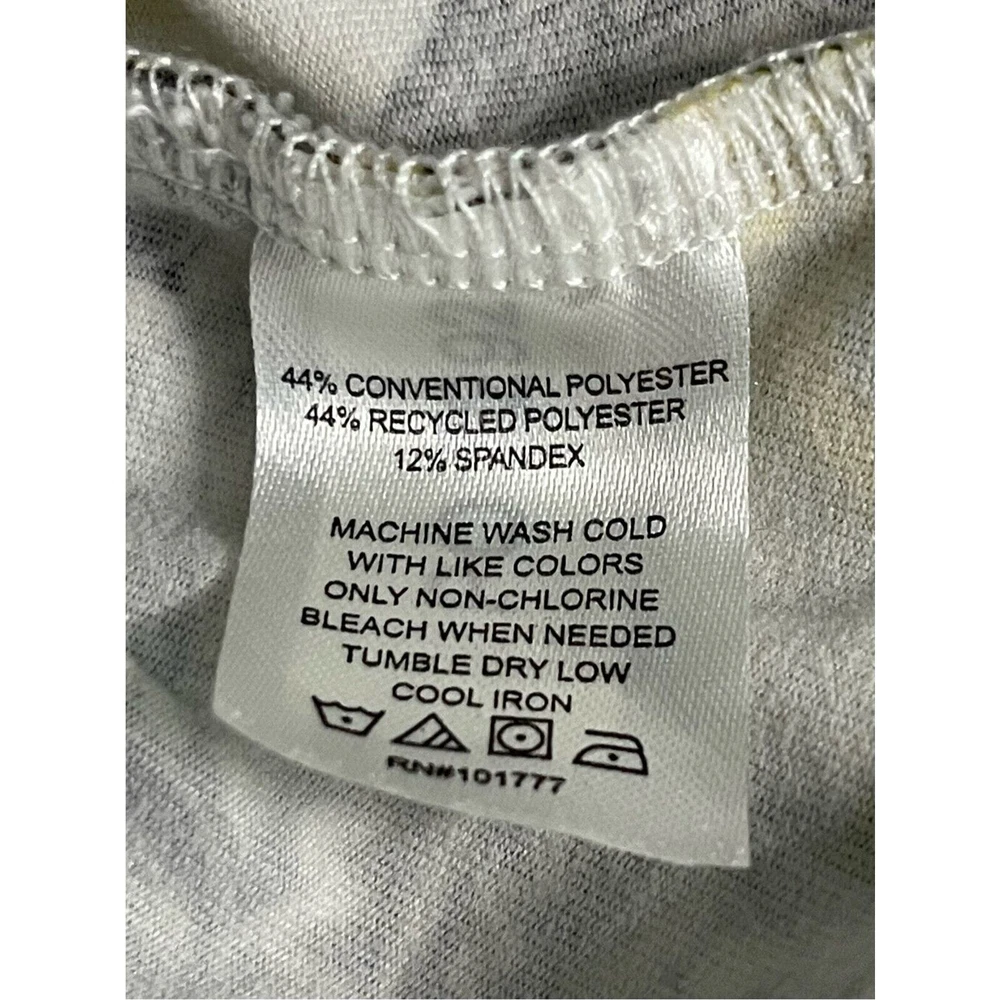 44% CONVENTIONAL POLYESTER
44% RECYCLED POLYESTER
12% SPANDEX
MACHINE WASH COLD
WITH LIKE COLORS
ONLY NON-CHLORINE
BLEACH WHEN NEEDED
TUMBLE DRY LOW
COOL IRON
RN#101777